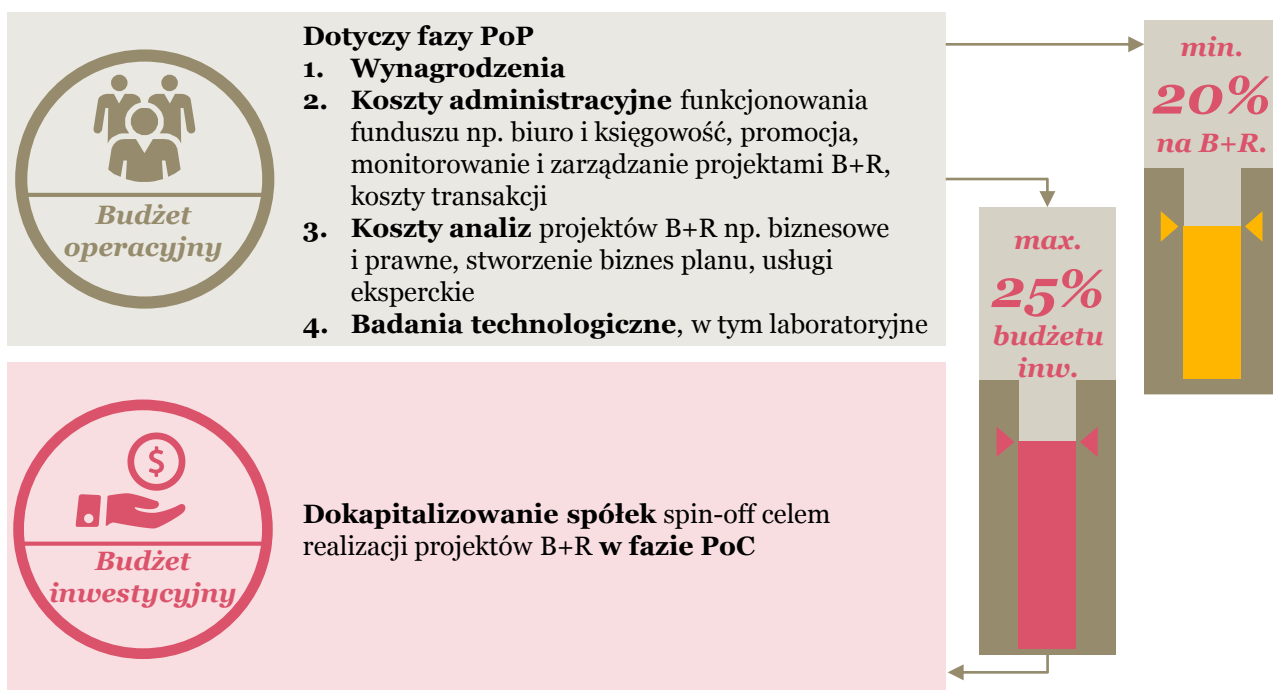 Dotyczy fazy PoP
1. Wynagrodzenia
2. Koszty administracyjne funkcjonowania
funduszu np. biuro i księgowość, promocja,
monitorowanie i zarządzanie projektami B+R,
koszty transakcji
3. Koszty analiz projektów B+R np. biznesowe
i prawne, stworzenie biznes planu, usługi
eksperckie
4. Badania technologiczne, w tym laboratoryjne
Budżet
operacyjny
min.
20%
na B+R.
max.
25%
budżetu
inw.
$
Budżet
inwestycyjny
Dokapitalizowanie spółek spin-off celem
realizacji projektów B+R w fazie PoC